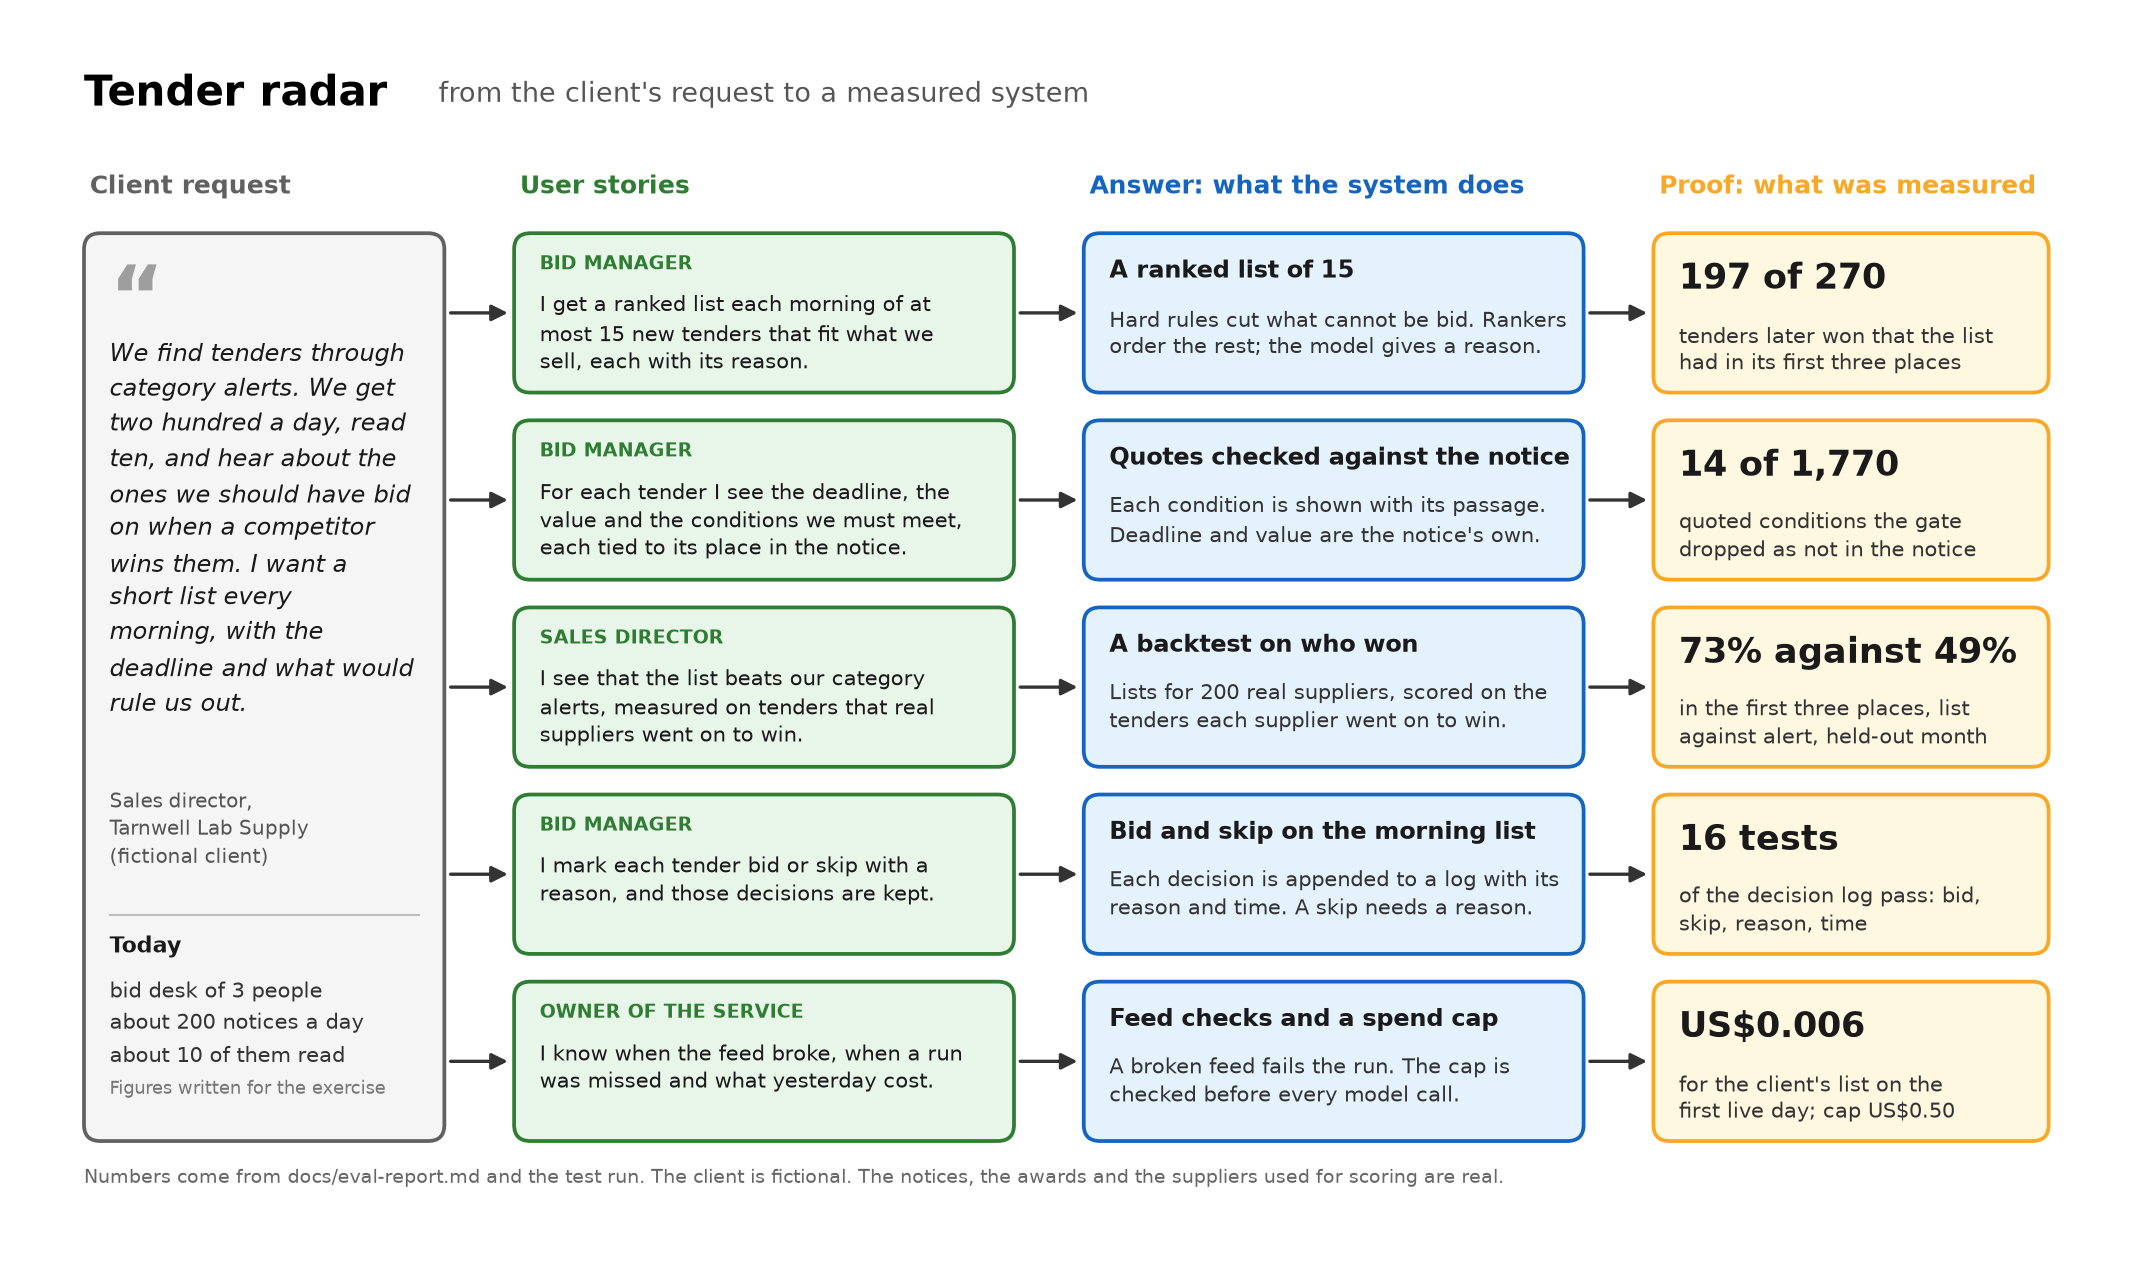 Tender radar from the client's request to a measured system
Client request
“
We find tenders through
category alerts. We get
two hundred a day, read
ten, and hear about the
ones we should have bid
on when a competitor
wins them. I want a
short list every
morning, with the
deadline and what would
rule us out.
Sales director,
Tarnwell Lab Supply
(fictional client)
Today
bid desk of 3 people
about 200 notices a day
about 10 of them read
Figures written for the exercise
User stories
BID MANAGER
I get a ranked list each morning of at
most 15 new tenders that fit what we
sell, each with its reason.
BID MANAGER
For each tender I see the deadline, the
value and the conditions we must meet,
each tied to its place in the notice.
SALES DIRECTOR
I see that the list beats our category
alerts, measured on tenders that real
suppliers went on to win.
BID MANAGER
I mark each tender bid or skip with a
reason, and those decisions are kept.
OWNER OF THE SERVICE
I know when the feed broke, when a run
was missed and what yesterday cost.
Answer: what the system does
A ranked list of 15
Hard rules cut what cannot be bid. Rankers
order the rest; the model gives a reason.
Quotes checked against the notice
Each condition is shown with its passage.
Deadline and value are the notice's own.
A backtest on who won
Lists for 200 real suppliers, scored on the
tenders each supplier went on to win.
Bid and skip on the morning list
Each decision is appended to a log with its
reason and time. A skip needs a reason.
Feed checks and a spend cap
A broken feed fails the run. The cap is
checked before every model call.
Proof: what was measured
197 of 270
tenders later won that the list
had in its first three places
14 of 1,770
quoted conditions the gate
dropped as not in the notice
73% against 49%
in the first three places, list
against alert, held-out month
16 tests
of the decision log pass: bid,
skip, reason, time
US$0.006
for the client's list on the
first live day; cap US$0.50
Numbers come from docs/eval-report.md and the test run. The client is fictional. The notices, the awards and the suppliers used for scoring are real.